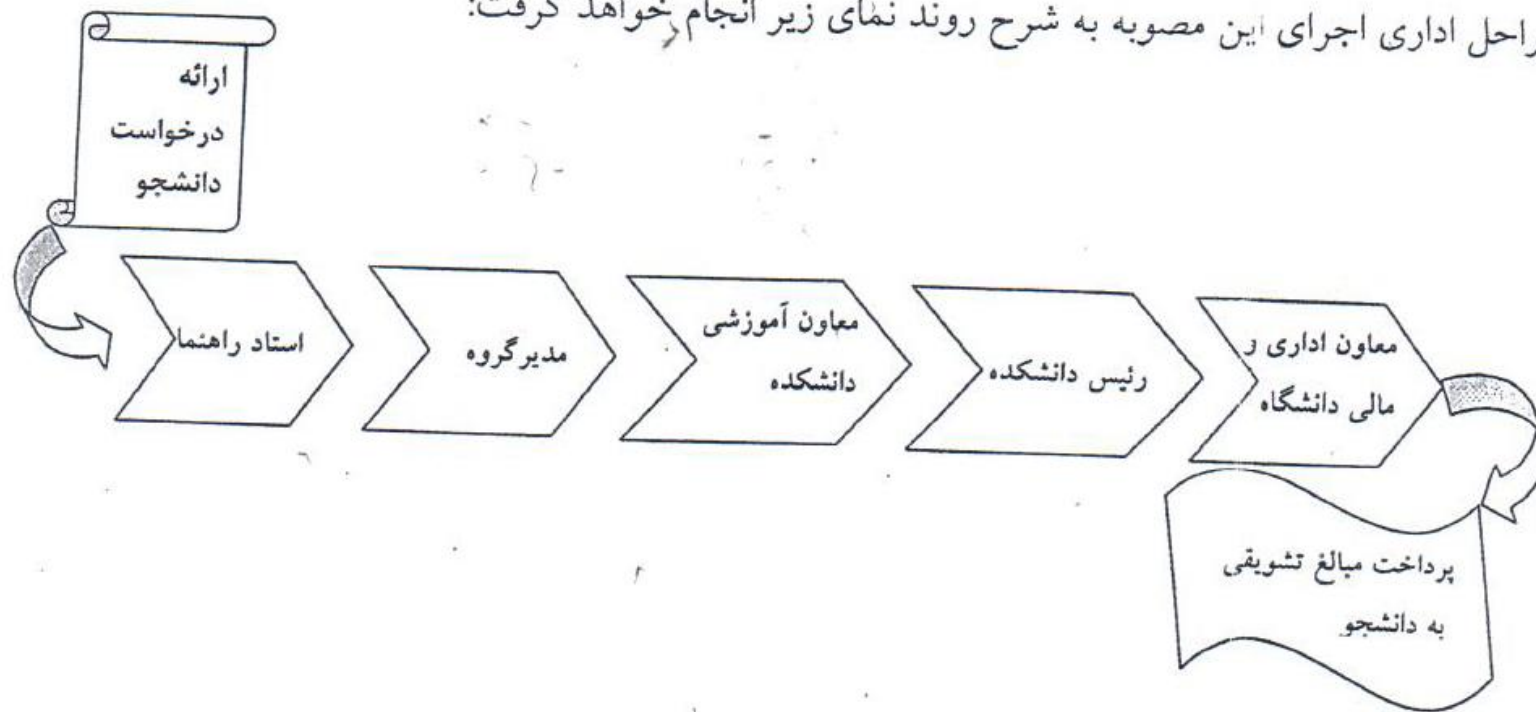 راحل اداری اجرای این مصوبه به شرح روند نمای زیر انجام خواهد گرفت:
ارائه
درخواست
دانشجو
استاد راهنما
مدیرگروه
معاون آموزشی
دانشکده
رئیس دانشکده
معاون اداری و
مالی دانشگاه
پرداخت مبالغ تشویقی
به دانشجو